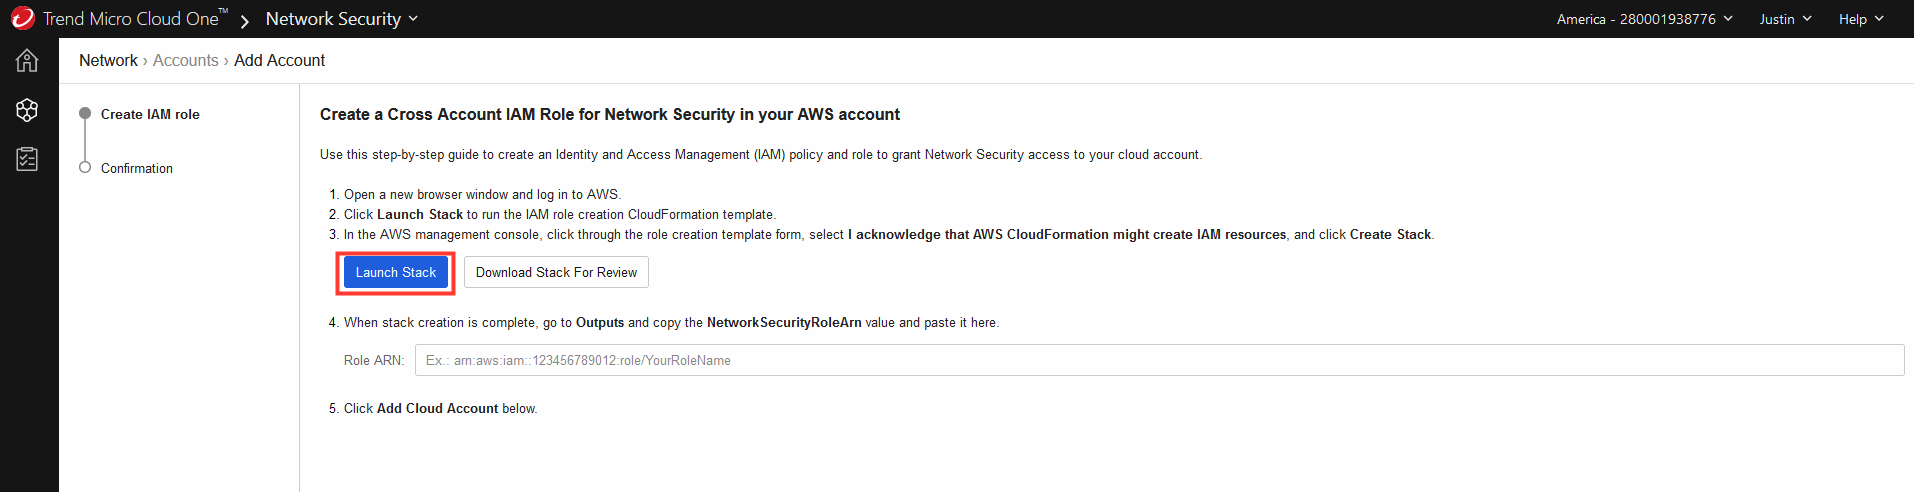 Trend Micro Cloud One™ Network Security America - 280001938776 Justin Help
Network › Accounts › Add Account
Create IAM role
Confirmation
Create a Cross Account IAM Role for Network Security in your AWS account
Use this step-by-step guide to create an Identity and Access Management (IAM) policy and role to grant Network Security access to your cloud account.
1. Open a new browser window and log in to AWS.
2. Click Launch Stack to run the IAM role creation CloudFormation template.
3. In the AWS management console, click through the role creation template form, select I acknowledge that AWS CloudFormation might create IAM resources, and click Create Stack.
Launch Stack Download Stack For Review
4. When stack creation is complete, go to Outputs and copy the NetworkSecurityRoleArn value and paste it here.
Role ARN: Ex.: arn:aws:iam::123456789012:role/YourRoleName
5. Click Add Cloud Account below.